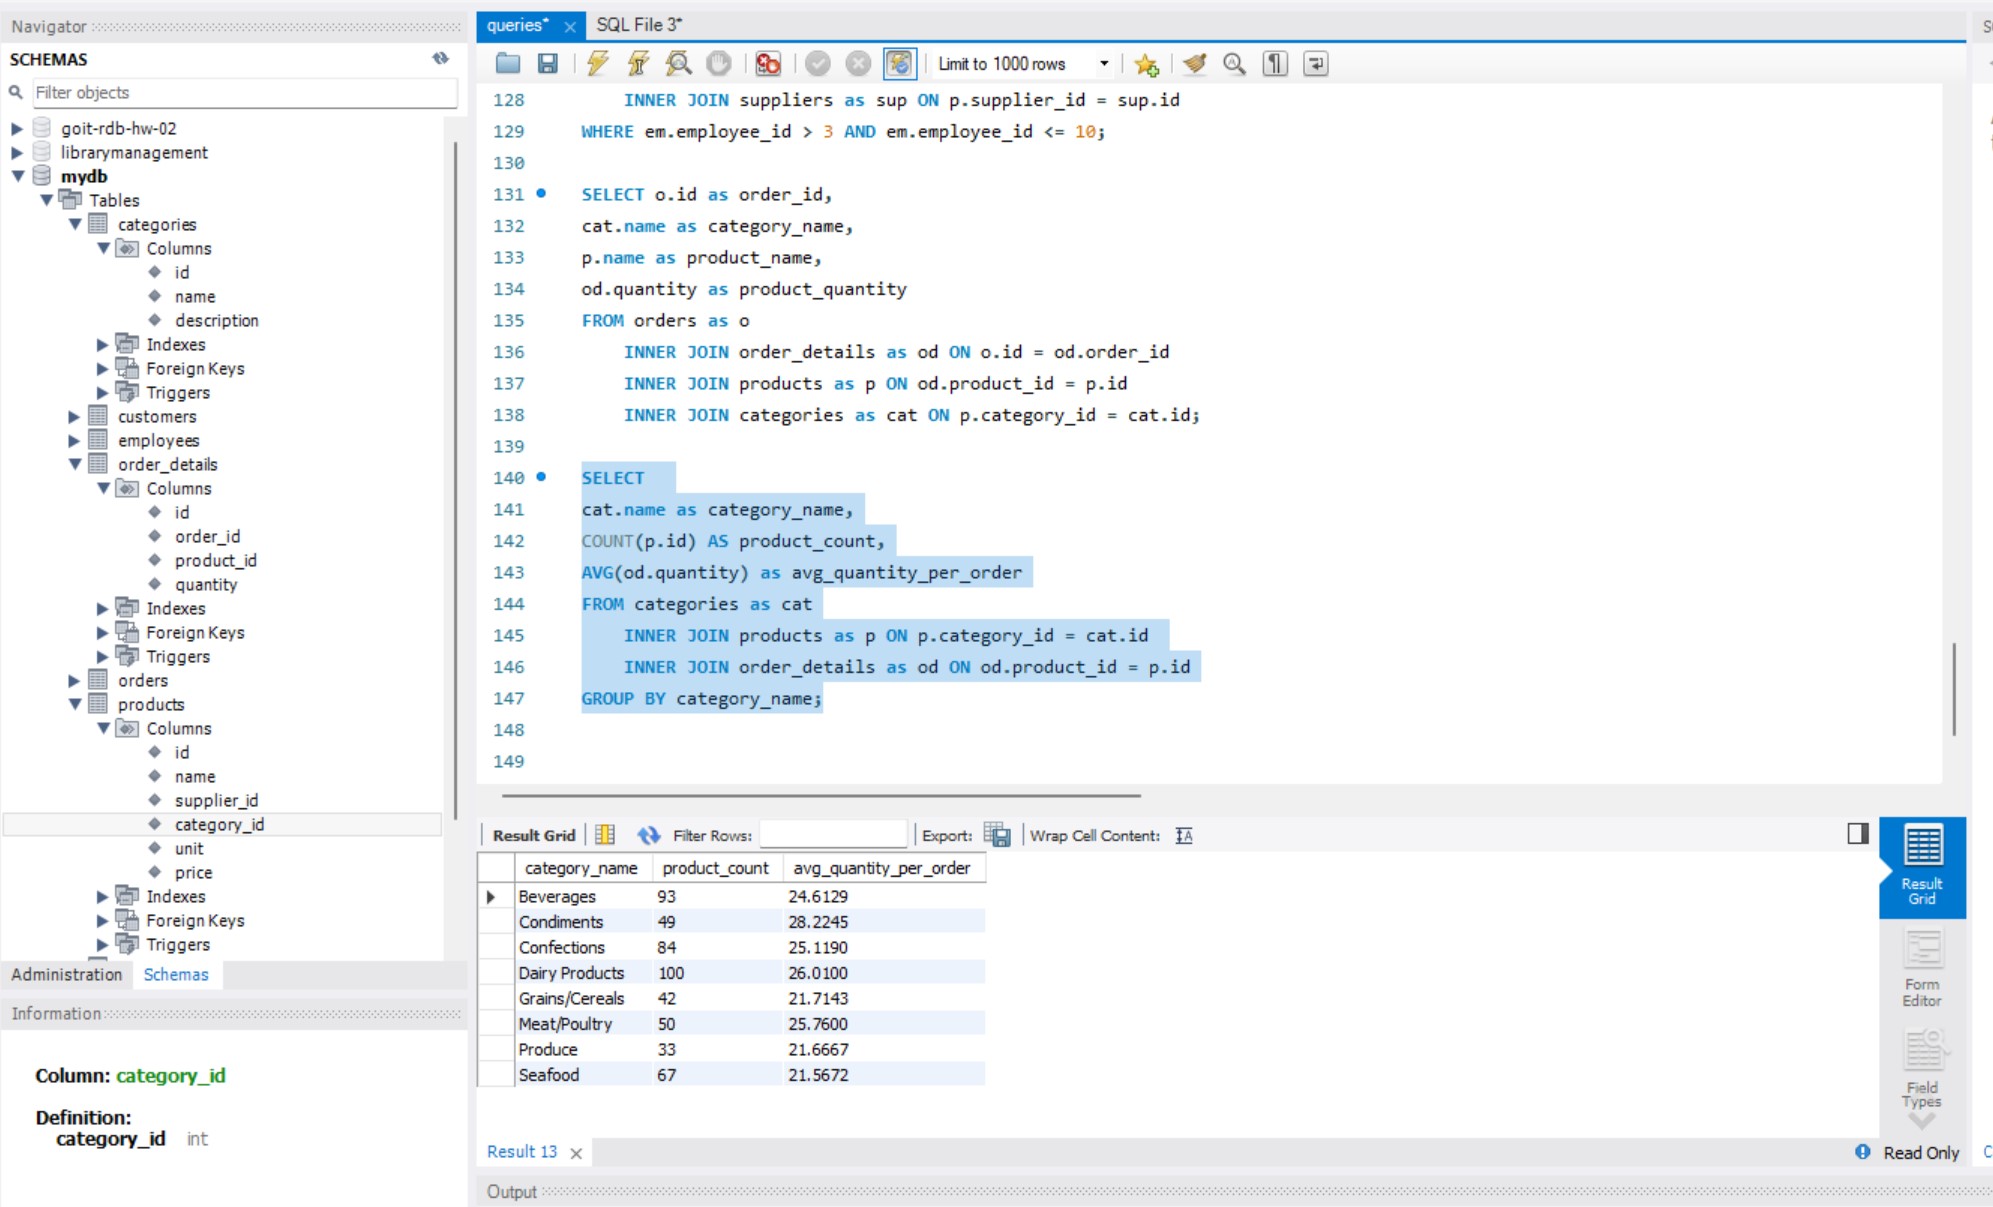 Navigator
SCHEMAS
Filter objects
goit-rdb-hw-02
librarymanagement
mydb
Tables
categories
Columns
id
name
description
Indexes
Foreign Keys
Triggers
customers
employees
order_details
Columns
id
order_id
product_id
quantity
Indexes
Foreign Keys
Triggers
orders
products
Columns
id
name
supplier_id
category_id
unit
price
Indexes
Foreign Keys
Triggers
Administration Schemas
Information
Column: category_id
Definition:
category_id int
queries* SQL File 3*
Limit to 1000 rows
128 INNER JOIN suppliers as sup ON p.supplier_id = sup.id
129 WHERE em.employee_id > 3 AND em.employee_id <= 10;
130
131 SELECT o.id as order_id,
132 cat.name as category_name,
133 p.name as product_name,
134 od.quantity as product_quantity
135 FROM orders as o
136 INNER JOIN order_details as od ON o.id = od.order_id
137 INNER JOIN products as p ON od.product_id = p.id
138 INNER JOIN categories as cat ON p.category_id = cat.id;
139
140 SELECT
141 cat.name as category_name,
142 COUNT(p.id) AS product_count,
143 AVG(od.quantity) as avg_quantity_per_order
144 FROM categories as cat
145 INNER JOIN products as p ON p.category_id = cat.id
146 INNER JOIN order_details as od ON od.product_id = p.id
147 GROUP BY category_name;
148
149
Result Grid Filter Rows: Export: Wrap Cell Content:
category_name product_count avg_quantity_per_order
Beverages 93 24.6129
Condiments 49 28.2245
Confections 84 25.1190
Dairy Products 100 26.0100
Grains/Cereals 42 21.7143
Meat/Poultry 50 25.7600
Produce 33 21.6667
Seafood 67 21.5672
Result
Grid
Form
Editor
Field
Types
Result 13 Read Only
Output